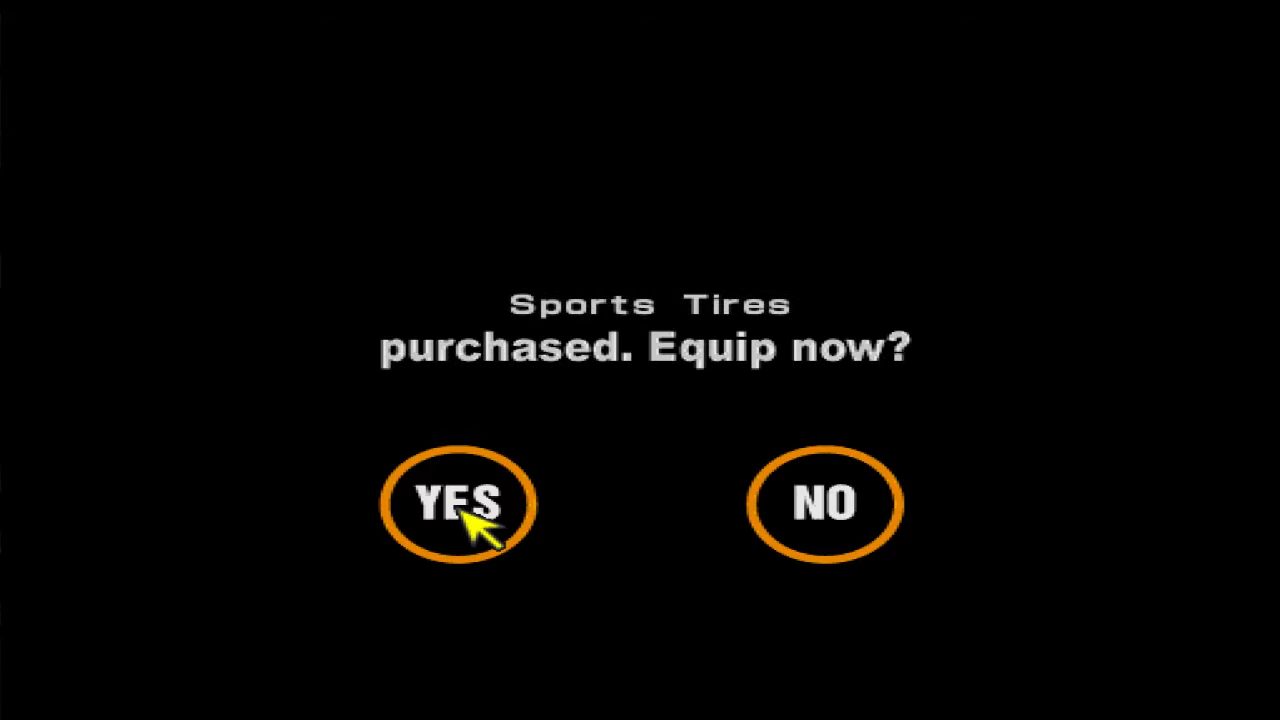 Sports Tires
purchased. Equip now?
YES NO